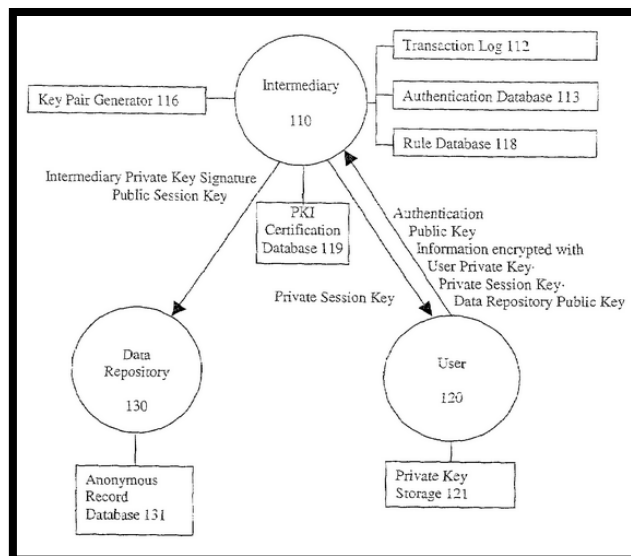 Transaction Log 112
Intermediary
Key Pair Generator 116
Authentication Database 113
110
Rule Database 118
Intermediary Private Key Signature
Public Session Key
PKI
Certification
Database 119
Authentication
Public Key
Information encrypted with
User Private Key·
Private Session Key·
Data Repository Public Key
Private Session Key
Data
Repository
130
User
120
Anonymous
Record
Database 131
Private Key
Storage 121